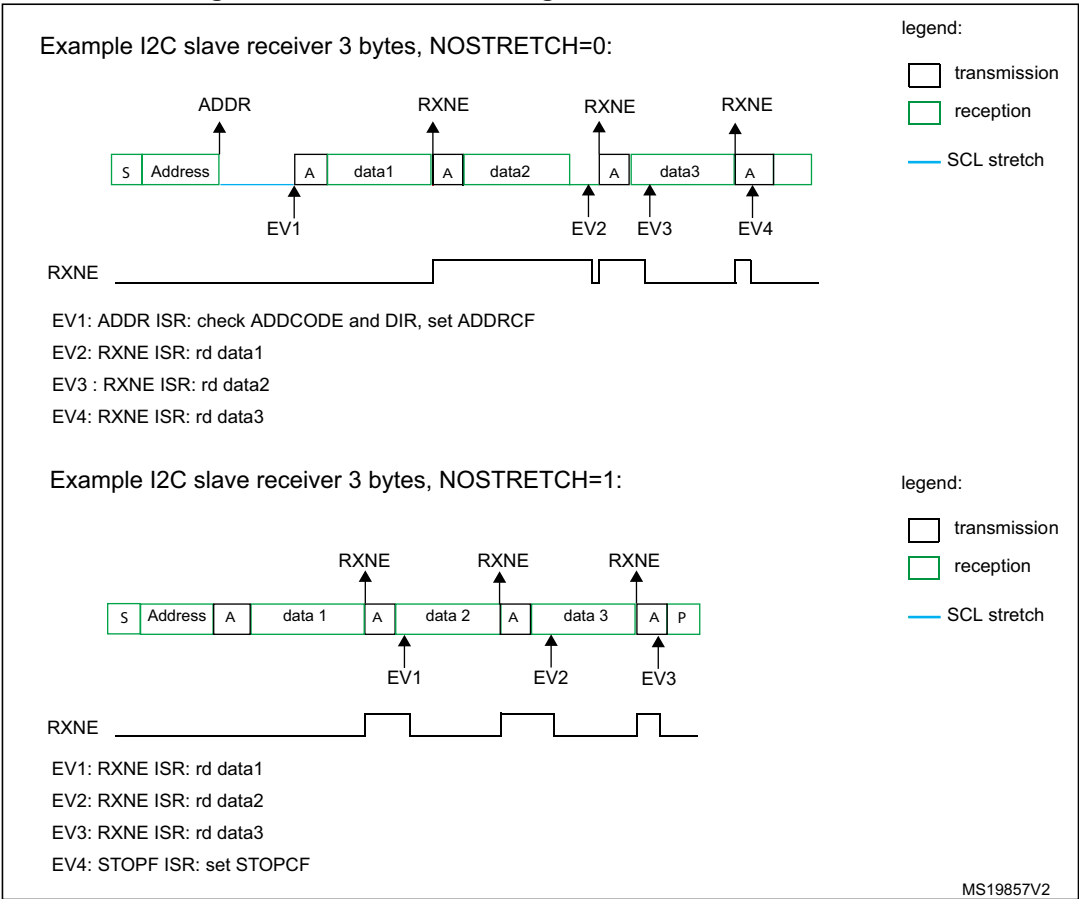 Example I2C slave receiver 3 bytes, NOSTRETCH=0:
legend:
transmission
reception
SCL stretch
ADDR RXNE RXNE RXNE
S Address A data1 A data2 A data3 A
EV1 EV2 EV3 EV4
RXNE
EV1: ADDR ISR: check ADDCODE and DIR, set ADDRCF
EV2: RXNE ISR: rd data1
EV3 : RXNE ISR: rd data2
EV4: RXNE ISR: rd data3
Example I2C slave receiver 3 bytes, NOSTRETCH=1:
legend:
transmission
reception
SCL stretch
RXNE RXNE RXNE
S Address A data 1 A data 2 A data 3 A P
EV1 EV2 EV3
RXNE
EV1: RXNE ISR: rd data1
EV2: RXNE ISR: rd data2
EV3: RXNE ISR: rd data3
EV4: STOPF ISR: set STOPCF
MS19857V2